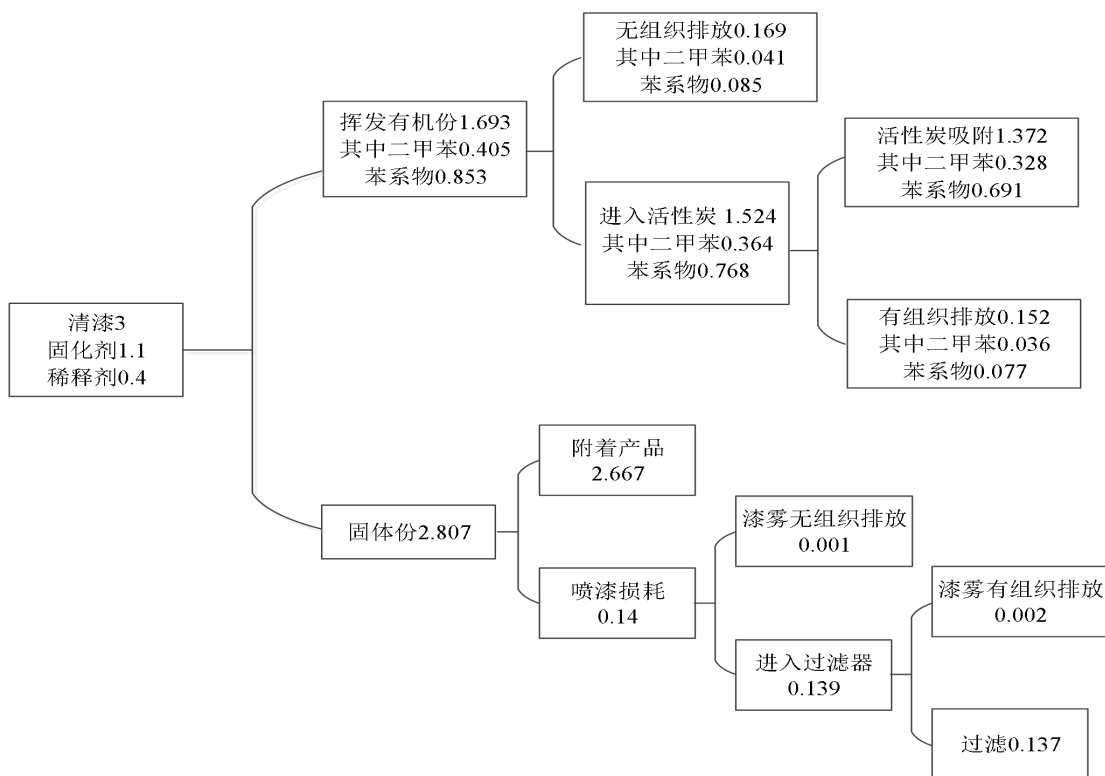 清漆3
固化剂1.1
稀释剂0.4
挥发有机份1.693
其中二甲苯0.405
苯系物0.853
无组织排放0.169
其中二甲苯0.041
苯系物0.085
进入活性炭 1.524
其中二甲苯0.364
苯系物0.768
活性炭吸附1.372
其中二甲苯0.328
苯系物0.691
有组织排放0.152
其中二甲苯0.036
苯系物0.077
固体份2.807
附着产品
2.667
喷漆损耗
0.14
漆雾无组织排放
0.001
进入过滤器
0.139
漆雾有组织排放
0.002
过滤0.137